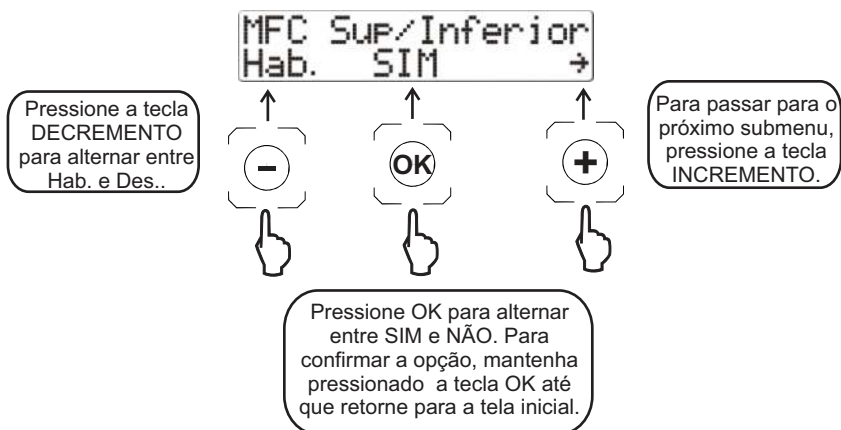 MFC Sup/Inferior
Hab. SIM →
Pressione a tecla
DECREMENTO
para alternar entre
Hab. e Des..
-
OK
+
Para passar para o
próximo submenu,
pressione a tecla
INCREMENTO.
Pressione OK para alternar
entre SIM e NÃO. Para
confirmar a opção, mantenha
pressionado a tecla OK até
que retorne para a tela inicial.